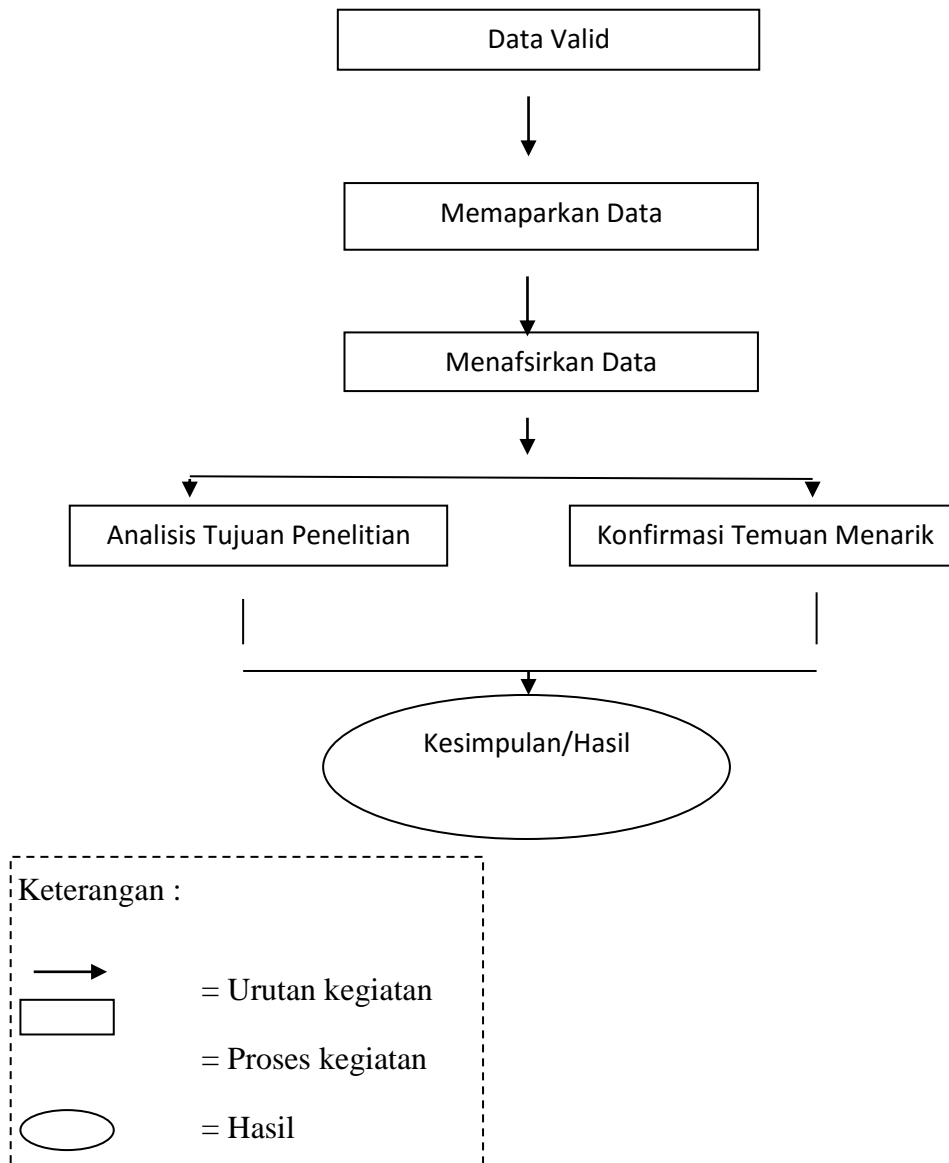 Data Valid
Memaparkan Data
Menafsirkan Data
Analisis Tujuan Penelitian
Konfirmasi Temuan Menarik
Kesimpulan/Hasil
Keterangan :
= Urutan kegiatan
= Proses kegiatan
= Hasil